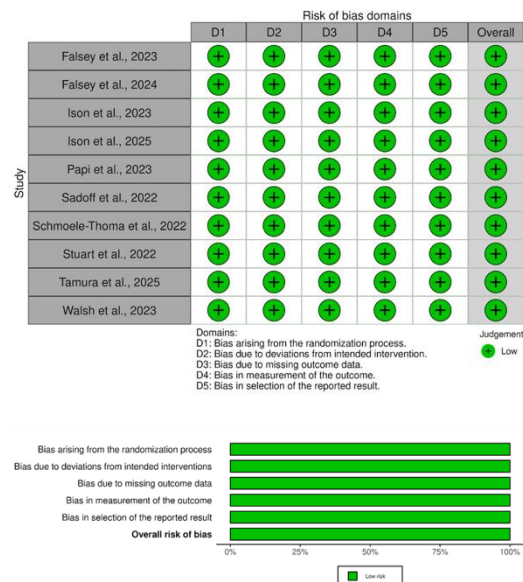 Risk of bias domains
D1 D2 D3 D4 D5 Overall
Study
Falsey et al., 2023
Falsey et al., 2024
Ison et al., 2023
Ison et al., 2025
Papi et al., 2023
Sadoff et al., 2022
Schmoele-Thoma et al., 2022
Stuart et al., 2022
Tamura et al., 2025
Walsh et al., 2023
Domains:
D1: Bias arising from the randomization process.
D2: Bias due to deviations from intended intervention.
D3: Bias due to missing outcome data.
D4: Bias in measurement of the outcome.
D5: Bias in selection of the reported result.
Judgement
Low
Bias arising from the randomization process
Bias due to deviations from intended interventions
Bias due to missing outcome data
Bias in measurement of the outcome
Bias in selection of the reported result
Overall risk of bias
0% 25% 50% 75% 100%
Low risk